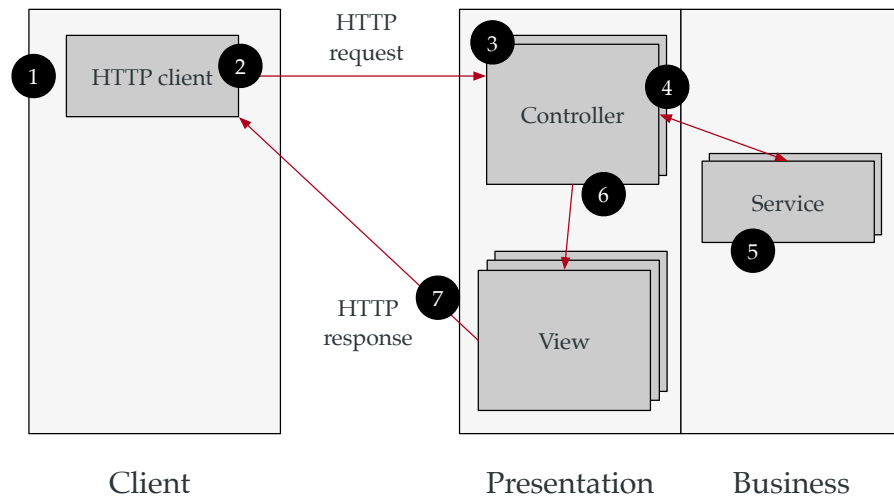 HTTP
request
1
HTTP client
2
3
Controller
4
6
Service
5
7
HTTP
response
View
Client
Presentation
Business